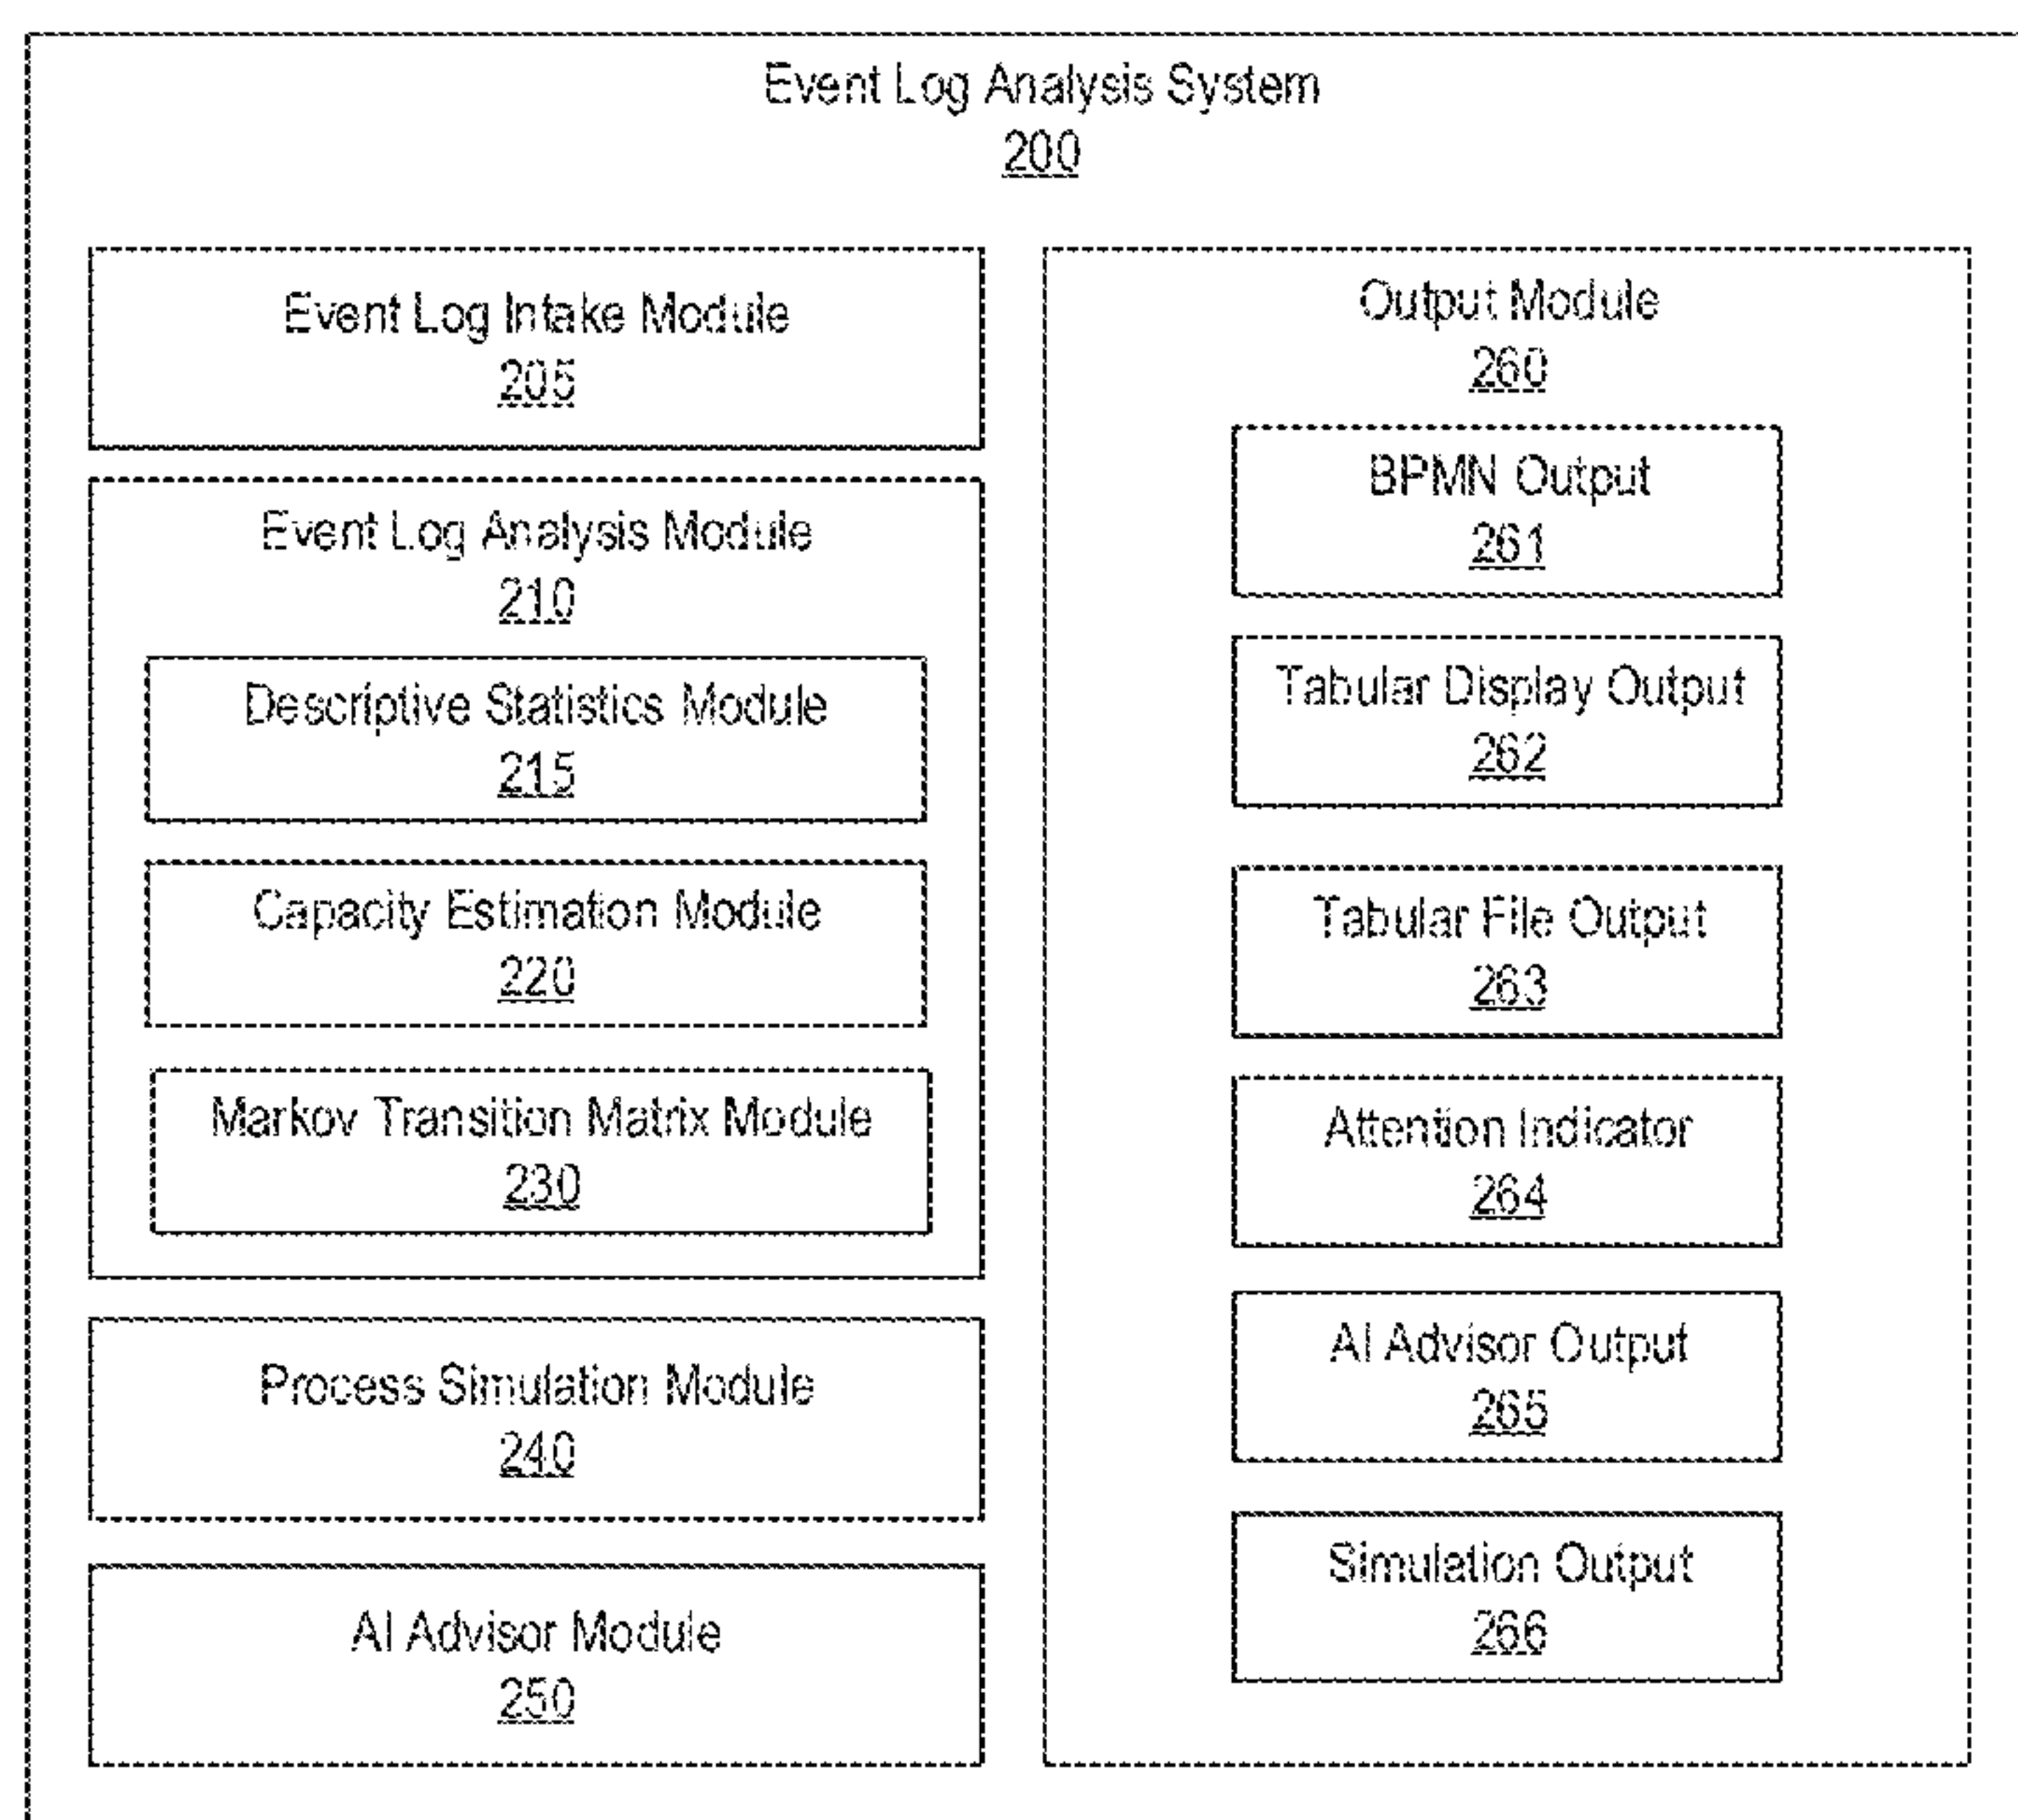 Event Log Analysis System
200
Event Log Intake Module
205
Event Log Analysis Module
210
Descriptive Statistics Module
215
Capacity Estimation Module
220
Markov Transition Matrix Module
230
Process Simulation Module
240
AI Advisor Module
250
Output Module
260
BPMN Output
261
Tabular Display Output
262
Tabular File Output
263
Attention Indicator
264
AI Advisor Output
265
Simulation Output
266